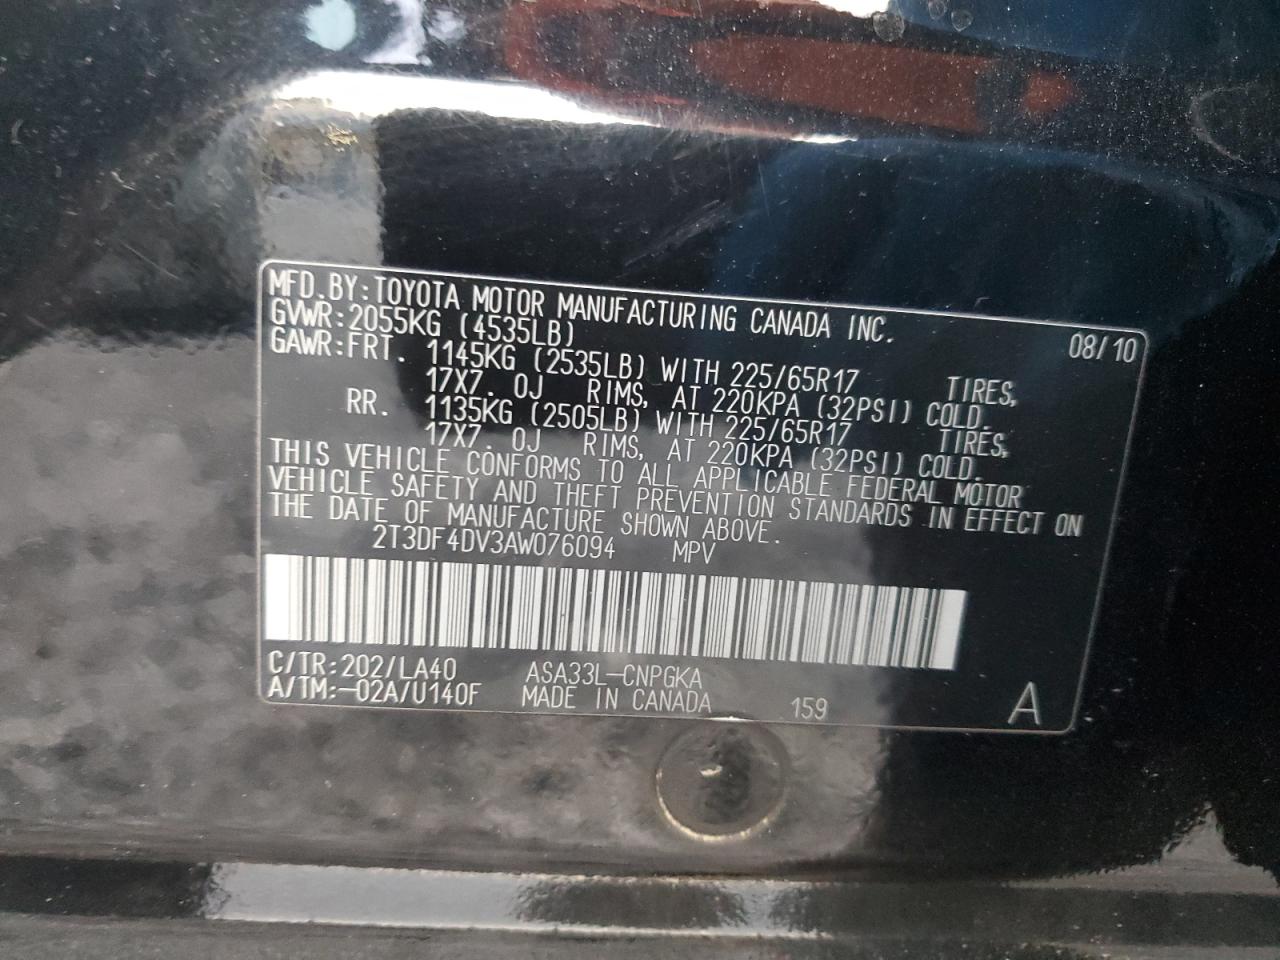 MFD.BY:TOYOTA MOTOR MANUFACTURING CANADA INC. 08/10
GVWR:2055KG (4535LB)
GAWR:FRT. 1145KG (2535LB) WITH 225/65R17 TIRES,
17X7. 0J RIMS, AT 220KPA (32PSI) COLD.
RR. 1135KG (2505LB) WITH 225/65R17 TIRES,
17X7. 0J RIMS, AT 220KPA (32PSI) COLD.
THIS VEHICLE CONFORMS TO ALL APPLICABLE FEDERAL MOTOR
VEHICLE SAFETY AND THEFT PREVENTION STANDARDS IN EFFECT ON
THE DATE OF MANUFACTURE SHOWN ABOVE.
2T3DF4DV3AW076094 MPV
C/TR:202/LA40 ASA33L-CNPGKA
A/TM:-02A/U140F MADE IN CANADA 159 A